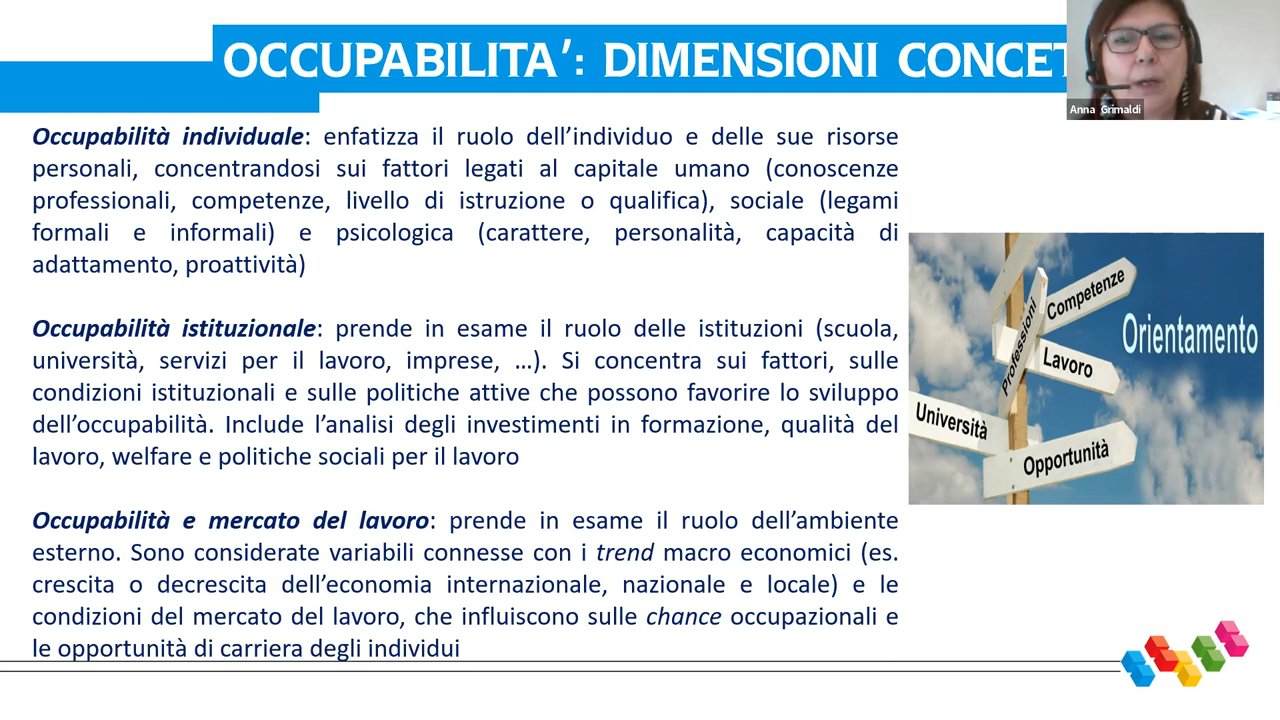 OCCUPABILITA’: DIMENSIONI
Anna Grimaldi
Occupabilità individuale: enfatizza il ruolo dell’individuo e delle sue risorse
personali, concentrandosi sui fattori legati al capitale umano (conoscenze
professionali, competenze, livello di istruzione o qualifica), sociale (legami
formali e informali) e psicologica (carattere, personalità, capacità di
adattamento, proattività)
Occupabilità istituzionale: prende in esame il ruolo delle istituzioni (scuola,
università, servizi per il lavoro, imprese, …). Si concentra sui fattori, sulle
condizioni istituzionali e sulle politiche attive che possono favorire lo sviluppo
dell’occupabilità. Include l’analisi degli investimenti in formazione, qualità del
lavoro, welfare e politiche sociali per il lavoro
Occupabilità e mercato del lavoro: prende in esame il ruolo dell’ambiente
esterno. Sono considerate variabili connesse con i trend macro economici (es.
crescita o decrescita dell’economia internazionale, nazionale e locale) e le
condizioni del mercato del lavoro, che influiscono sulle chance occupazionali e
le opportunità di carriera degli individui
Competenze
Professioni
Orientamento
Lavoro
Università
Opportunità